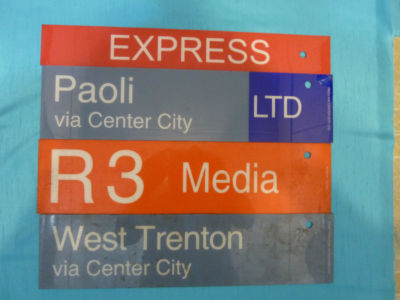 EXPRESS
Paoli
via Center City
LTD
R3 Media
West Trenton
via Center City